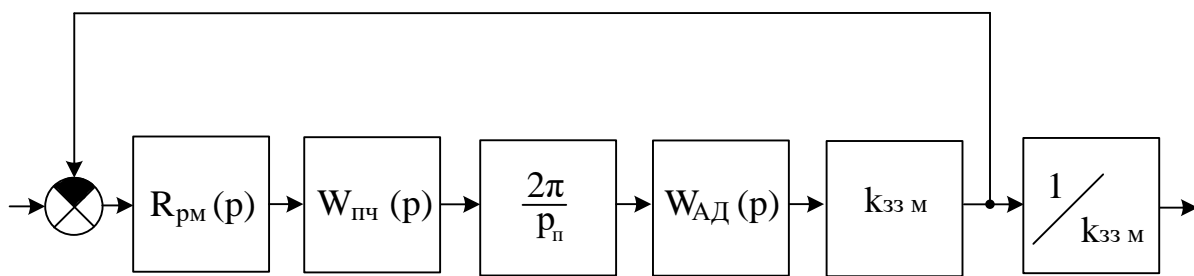 Rрм (p)
Wпч (p)
2π
pп
WАД (p)
kзз м
1
kзз м